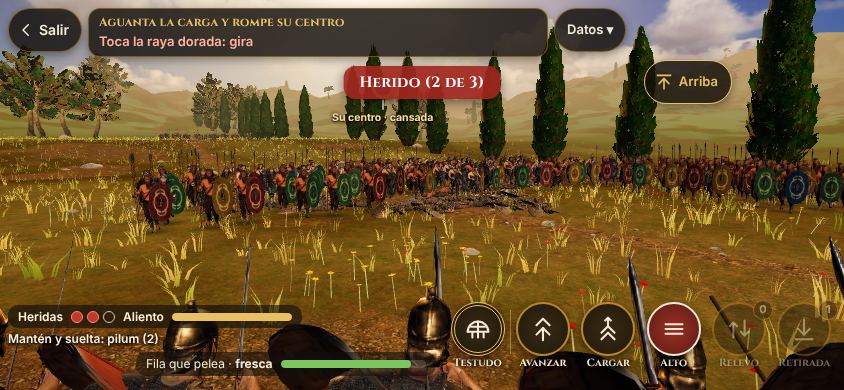 Salir
AGUANTA LA CARGA Y ROMPE SU CENTRO
Toca la raya dorada: gira
Datos ▾
HERIDO (2 DE 3)
Arriba
Su centro · cansada
Heridas
Aliento
Mantén y suelta: pilum (2)
Fila que pelea · fresca
TESTUDO
AVANZAR
CARGAR
ALTO
0
RELEVO
1
RETIRADA